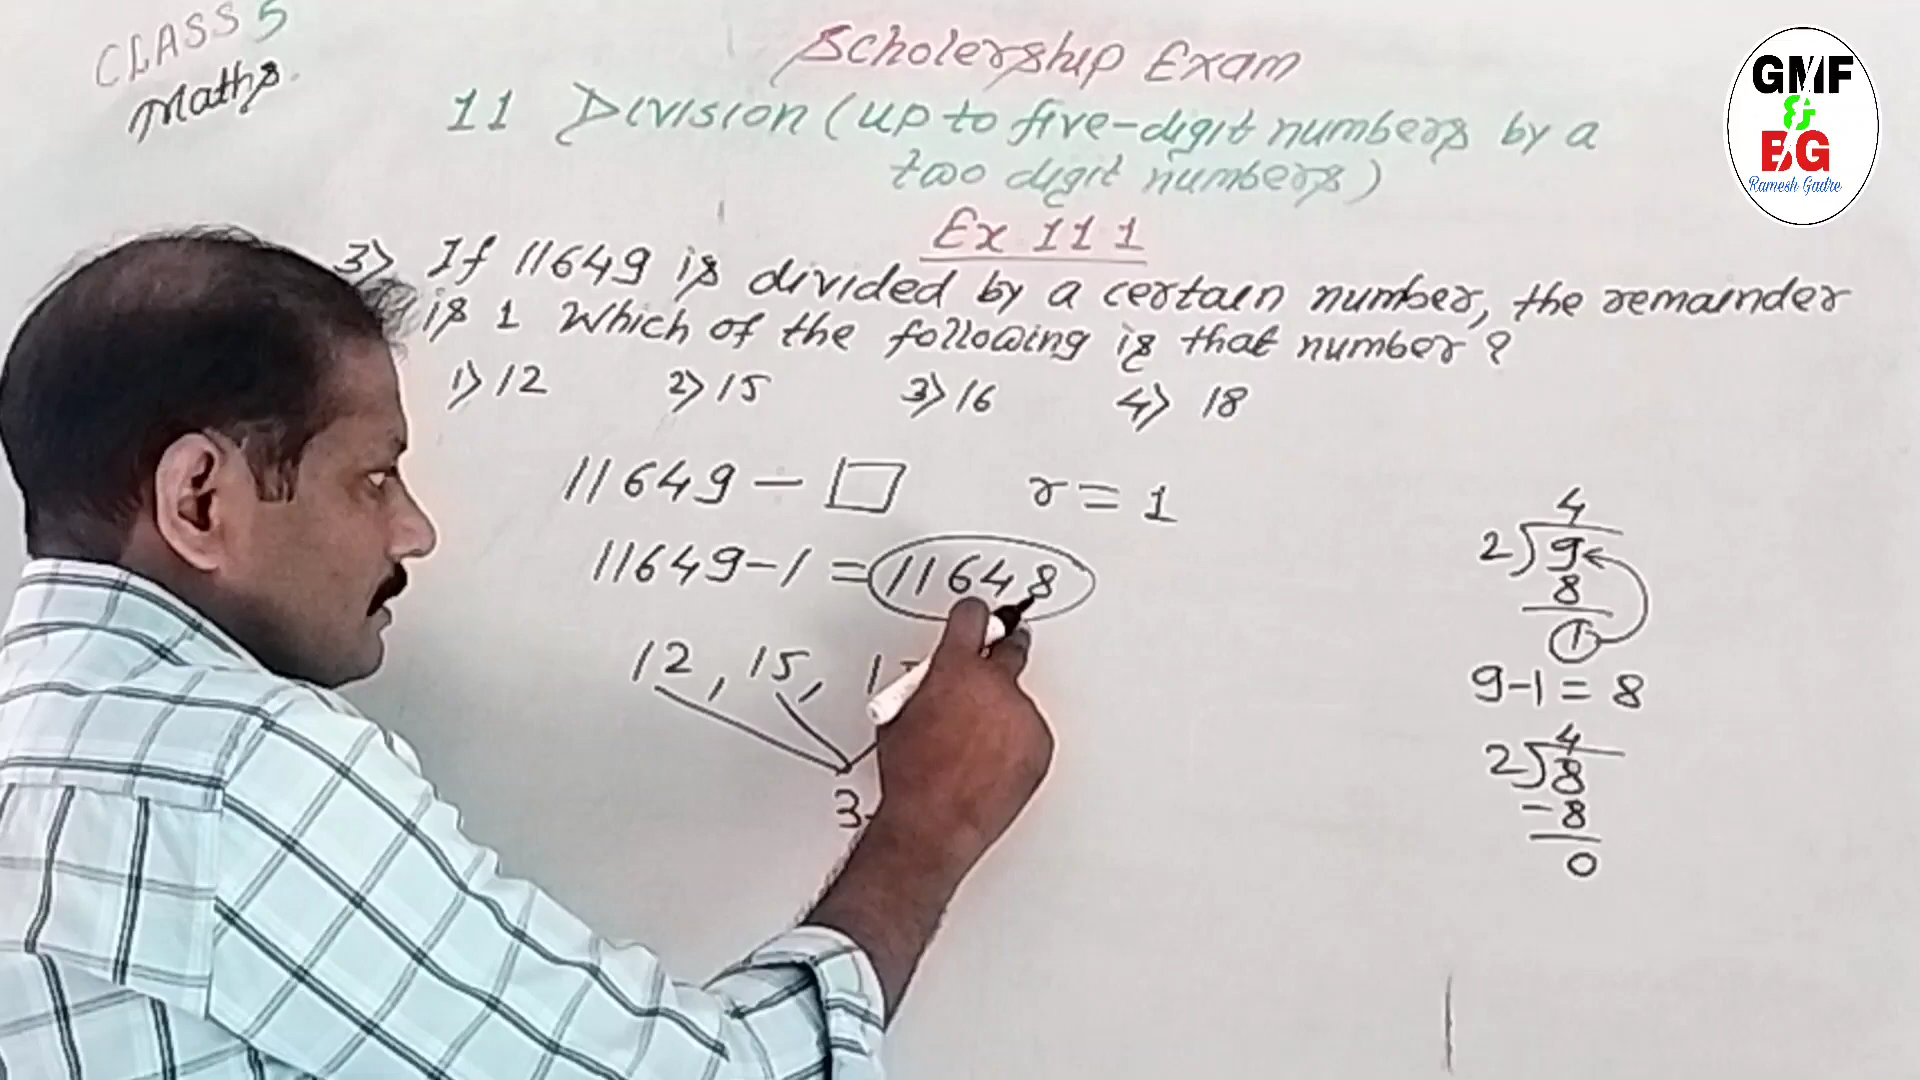 CLASS 5
Maths.
Scholership Exam
11 Division (up to five-digit numbers by a
two digit numbers)
Ex 11 1
3) If 11649 is divided by a certain number, the remainder
is 1 Which of the following is that number?
1) 12 2) 15 3) 16 4) 18
11649 - □ r = 1
11649-1 = 11648
12, 15,
3
4
2)9
8
1
9-1 = 8
4
2)8
-8
0
GMF
&
BG
Ramesh Gadre